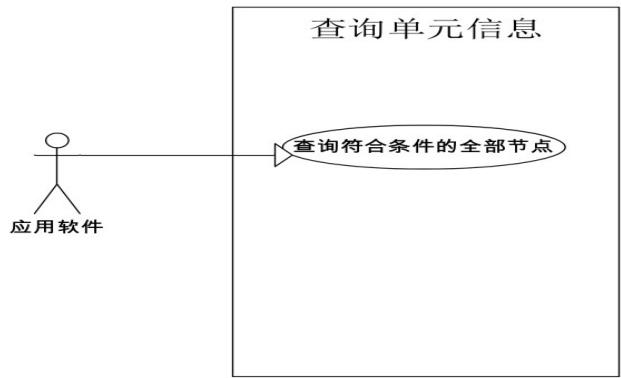 查询单元信息
查询符合条件的全部节点
应用软件